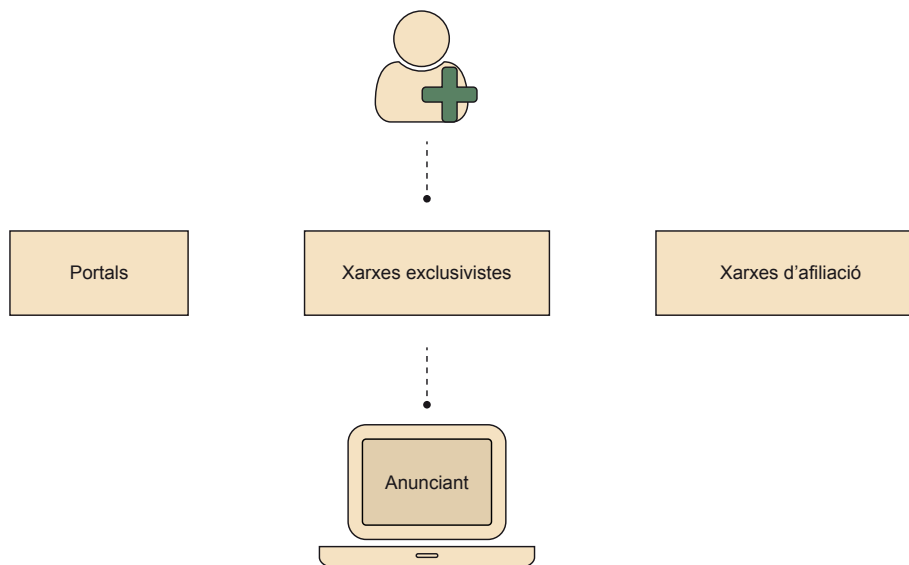 Portals
Xarxes exclusivistes
Xarxes d’afiliació
Anunciant